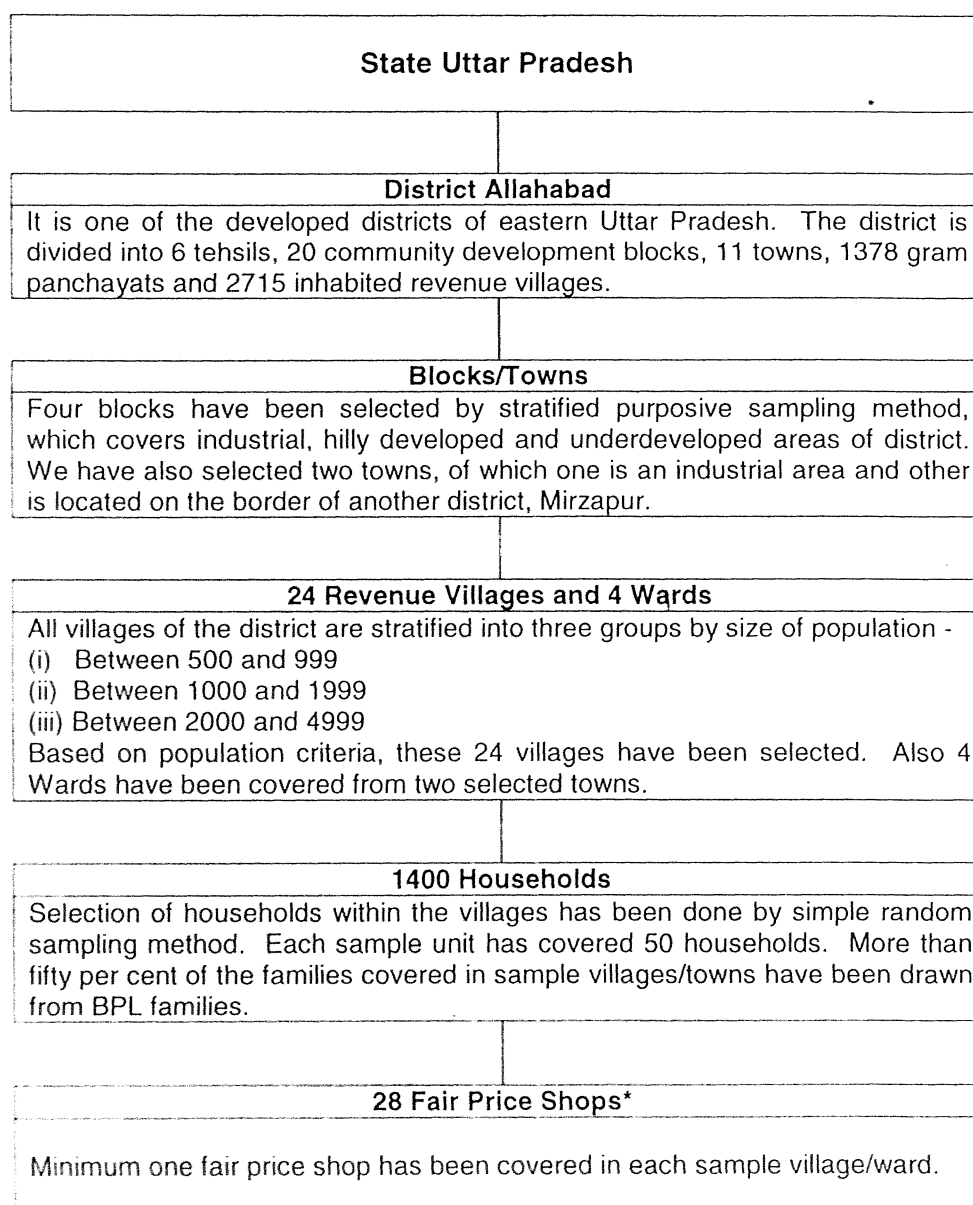 State Uttar Pradesh
District Allahabad
It is one of the developed districts of eastern Uttar Pradesh. The district is
divided into 6 tehsils, 20 community development blocks, 11 towns, 1378 gram
panchayats and 2715 inhabited revenue villages.
Blocks/Towns
Four blocks have been selected by stratified purposive sampling method,
which covers industrial, hilly developed and underdeveloped areas of district.
We have also selected two towns, of which one is an industrial area and other
is located on the border of another district, Mirzapur.
24 Revenue Villages and 4 Wards
All villages of the district are stratified into three groups by size of population -
(i) Between 500 and 999
(ii) Between 1000 and 1999
(iii) Between 2000 and 4999
Based on population criteria, these 24 villages have been selected. Also 4
Wards have been covered from two selected towns.
1400 Households
Selection of households within the villages has been done by simple random
sampling method. Each sample unit has covered 50 households. More than
fifty per cent of the families covered in sample villages/towns have been drawn
from BPL families.
28 Fair Price Shops*
Minimum one fair price shop has been covered in each sample village/ward.